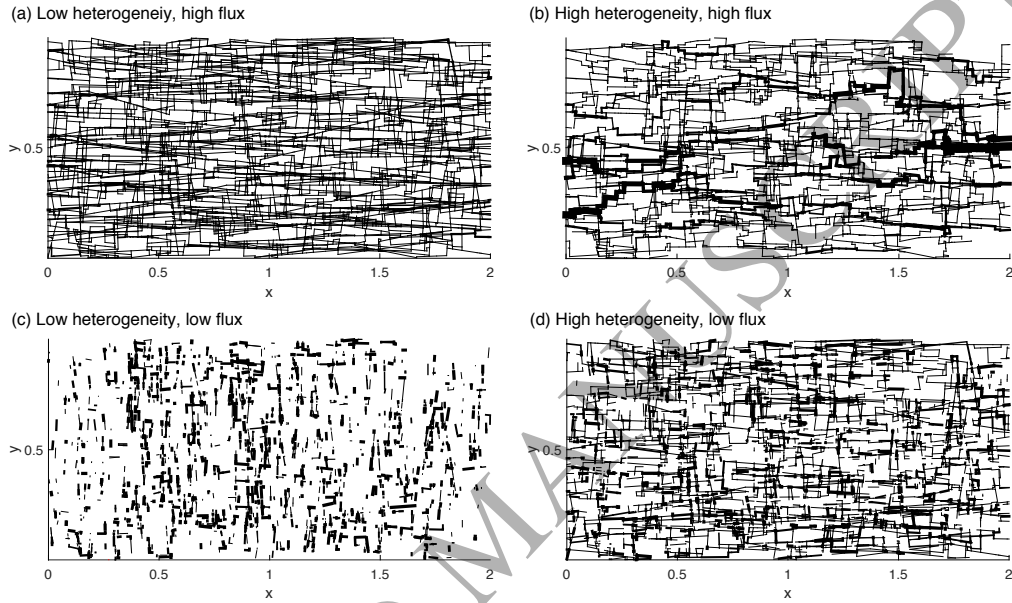 (a) Low heterogeneiy, high flux
y 0.5
0 0.5 1 1.5 2
x
(b) High heterogeneity, high flux
y 0.5
0 0.5 1 1.5 2
x
(c) Low heterogeneity, low flux
y 0.5
0 0.5 1 1.5 2
x
(d) High heterogeneity, low flux
y 0.5
0 0.5 1 1.5 2
x
MANUSCRIPT